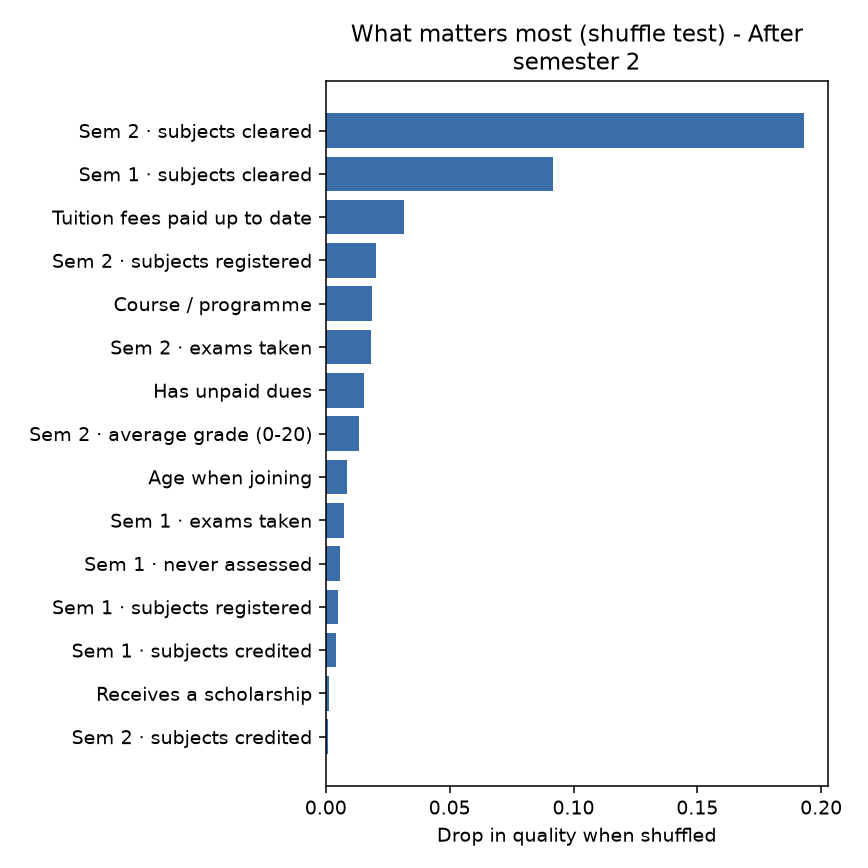 What matters most (shuffle test) - After
semester 2
Sem 2 · subjects cleared
Sem 1 · subjects cleared
Tuition fees paid up to date
Sem 2 · subjects registered
Course / programme
Sem 2 · exams taken
Has unpaid dues
Sem 2 · average grade (0-20)
Age when joining
Sem 1 · exams taken
Sem 1 · never assessed
Sem 1 · subjects registered
Sem 1 · subjects credited
Receives a scholarship
Sem 2 · subjects credited
0.00 0.05 0.10 0.15 0.20
Drop in quality when shuffled